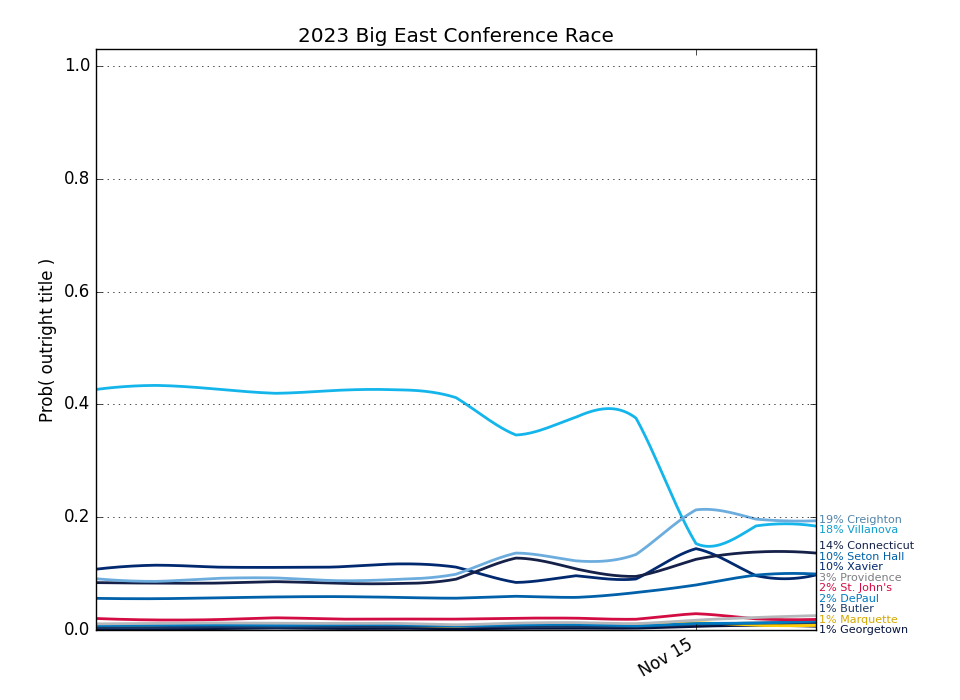 2023 Big East Conference Race
1.0
0.8
0.6
0.4
0.2
0.0
Prob( outright title )
Nov 15
19% Creighton
18% Villanova
14% Connecticut
10% Seton Hall
10% Xavier
3% Providence
2% St. John's
2% DePaul
1% Butler
1% Marquette
1% Georgetown